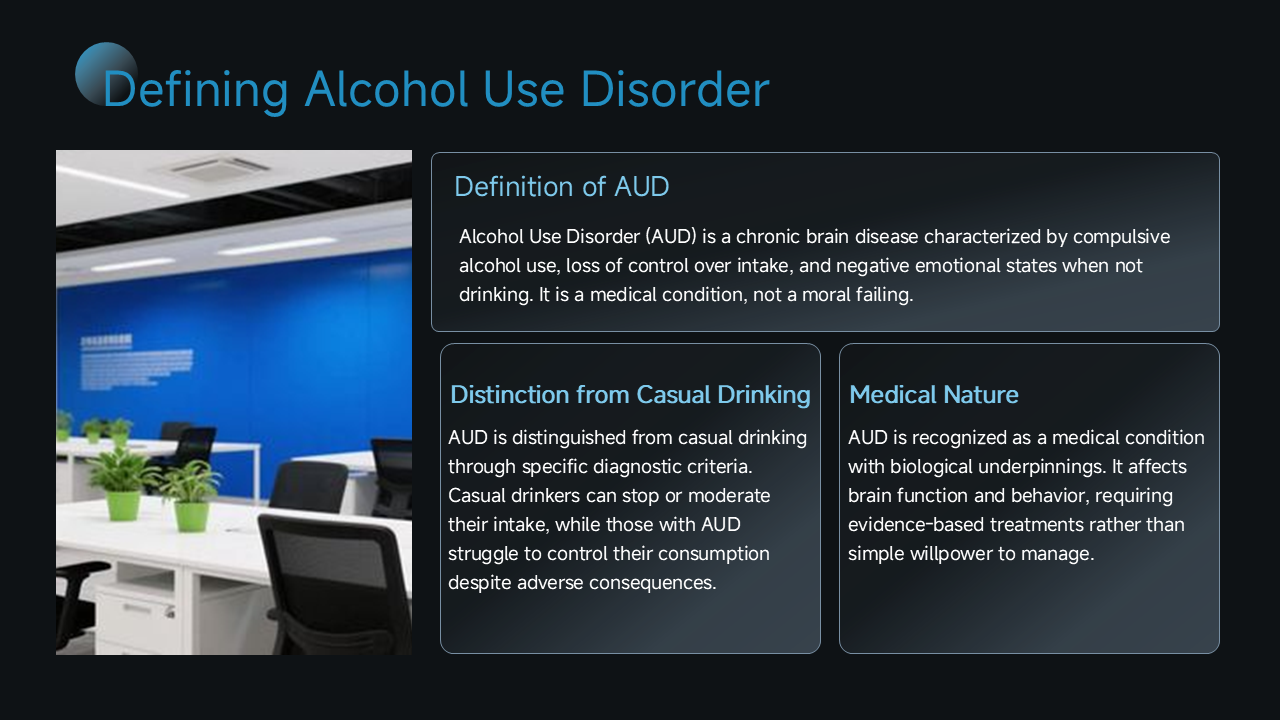 Defining Alcohol Use Disorder
Definition of AUD
Alcohol Use Disorder (AUD) is a chronic brain disease characterized by compulsive
alcohol use, loss of control over intake, and negative emotional states when not
drinking. It is a medical condition, not a moral failing.
Distinction from Casual Drinking
AUD is distinguished from casual drinking
through specific diagnostic criteria.
Casual drinkers can stop or moderate
their intake, while those with AUD
struggle to control their consumption
despite adverse consequences.
Medical Nature
AUD is recognized as a medical condition
with biological underpinnings. It affects
brain function and behavior, requiring
evidence-based treatments rather than
simple willpower to manage.